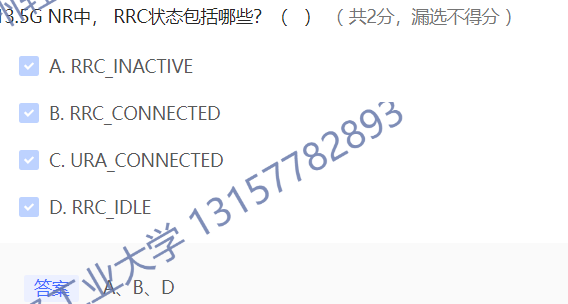 13.5G NR中， RRC状态包括哪些? （ ） （ 共2分，漏选不得分 ）
A. RRC_INACTIVE
B. RRC_CONNECTED
C. URA_CONNECTED
D. RRC_IDLE
工业大学 13157782893
答案 A、B、D